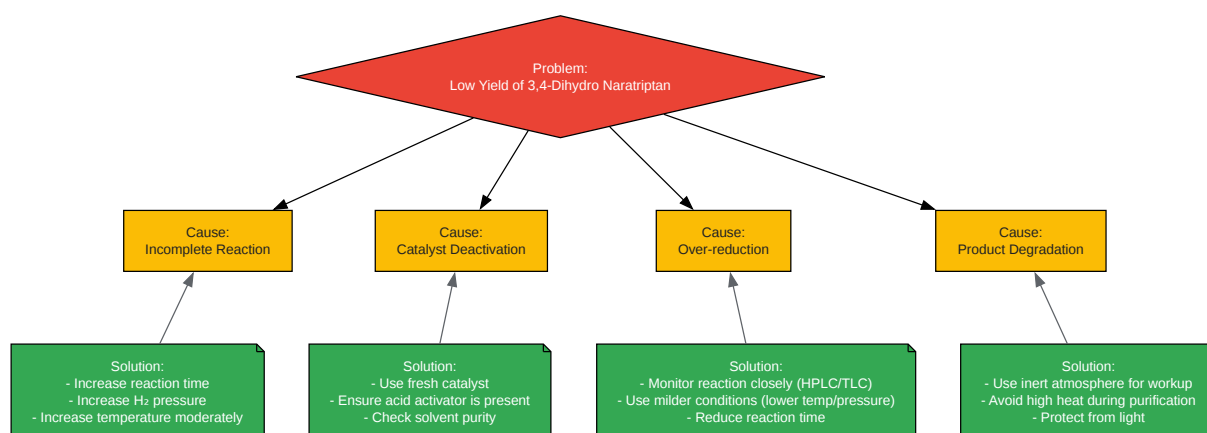 Problem:
Low Yield of 3,4-Dihydro Naratriptan
Cause:
Incomplete Reaction
Cause:
Catalyst Deactivation
Cause:
Over-reduction
Cause:
Product Degradation
Solution:
- Increase reaction time
- Increase H₂ pressure
- Increase temperature moderately
Solution:
- Use fresh catalyst
- Ensure acid activator is present
- Check solvent purity
Solution:
- Monitor reaction closely (HPLC/TLC)
- Use milder conditions (lower temp/pressure)
- Reduce reaction time
Solution:
- Use inert atmosphere for workup
- Avoid high heat during purification
- Protect from light